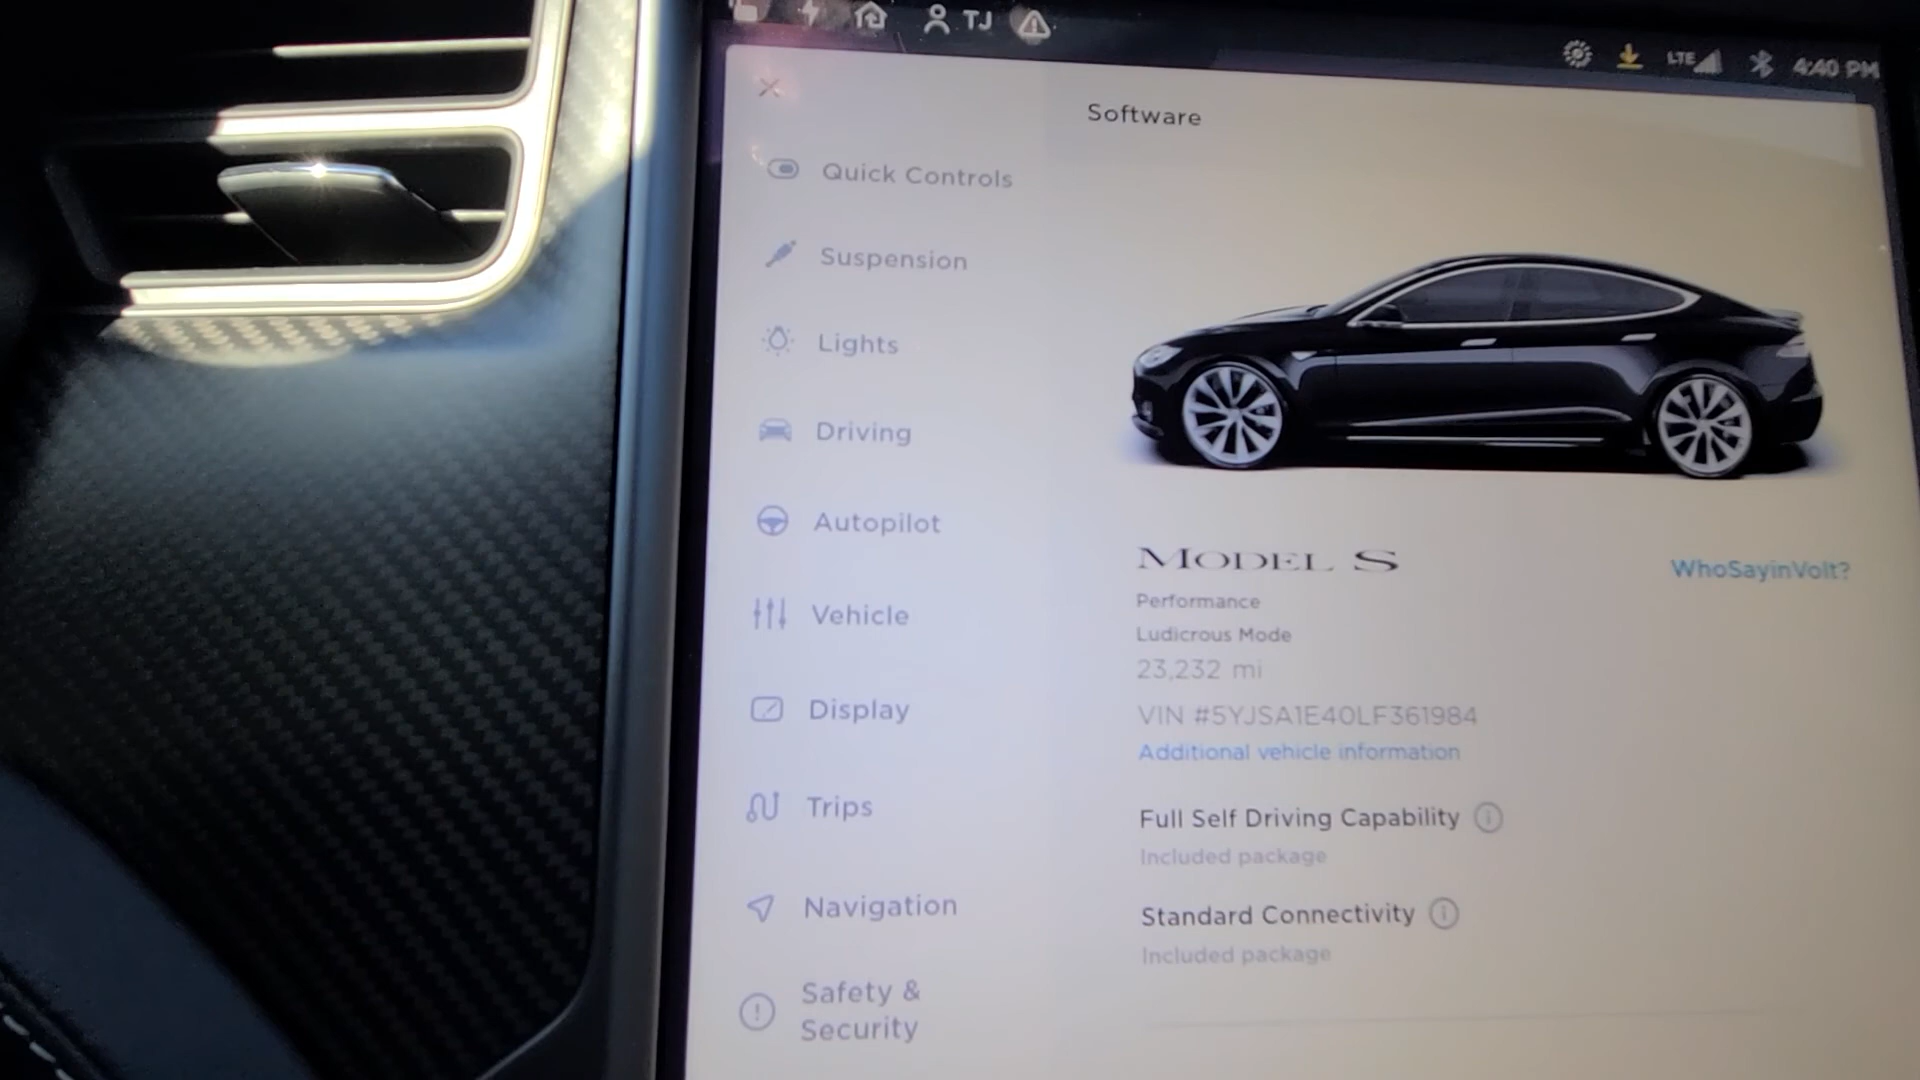 TJ
LTE
4:40 PM
Software
Quick Controls
Suspension
Lights
Driving
Autopilot
Vehicle
Display
Trips
Navigation
Safety &
Security
MODEL S
WhoSayinVolt?
Performance
Ludicrous Mode
23,232 mi
VIN #5YJSA1E40LF361984
Additional vehicle information
Full Self Driving Capability
Included package
Standard Connectivity
Included package